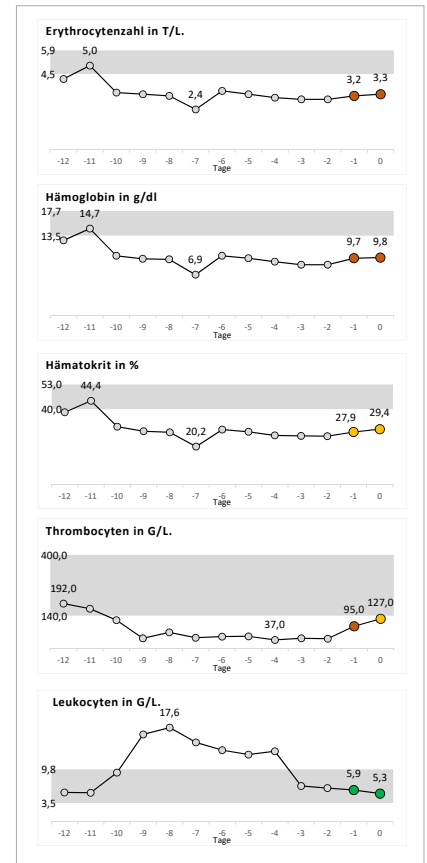 Erythrocytenzahl in T/L.
5,9
5,0
4,5
2,4
3,2
3,3
-12 -11 -10 -9 -8 -7 -6 -5 -4 -3 -2 -1 0
Tage
Hämoglobin in g/dl
17,7
14,7
13,5
6,9
9,7
9,8
-12 -11 -10 -9 -8 -7 -6 -5 -4 -3 -2 -1 0
Tage
Hämatokrit in %
53,0
44,4
40,0
20,2
27,9
29,4
-12 -11 -10 -9 -8 -7 -6 -5 -4 -3 -2 -1 0
Tage
Thrombocyten in G/L.
400,0
192,0
140,0
37,0
95,0
127,0
-12 -11 -10 -9 -8 -7 -6 -5 -4 -3 -2 -1 0
Tage
Leukocyten in G/L.
17,6
9,8
3,5
5,9
5,3
-12 -11 -10 -9 -8 -7 -6 -5 -4 -3 -2 -1 0
Tage